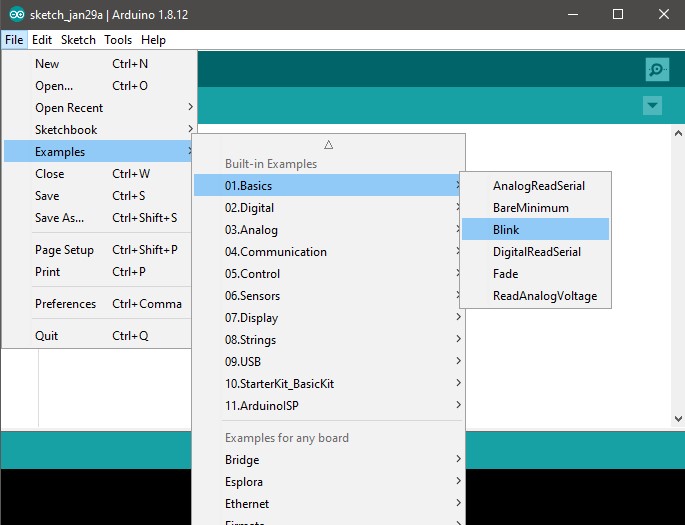 sketch_jan29a | Arduino 1.8.12
File Edit Sketch Tools Help
New Ctrl+N
Open... Ctrl+O
Open Recent
Sketchbook
Examples
Close Ctrl+W
Save Ctrl+S
Save As... Ctrl+Shift+S
Page Setup Ctrl+Shift+P
Print Ctrl+P
Preferences Ctrl+Comma
Quit Ctrl+Q
Built-in Examples
01.Basics
02.Digital
03.Analog
04.Communication
05.Control
06.Sensors
07.Display
08.Strings
09.USB
10.StarterKit_BasicKit
11.ArduinoISP
Examples for any board
Bridge
Esplora
Ethernet
AnalogReadSerial
BareMinimum
Blink
DigitalReadSerial
Fade
ReadAnalogVoltage